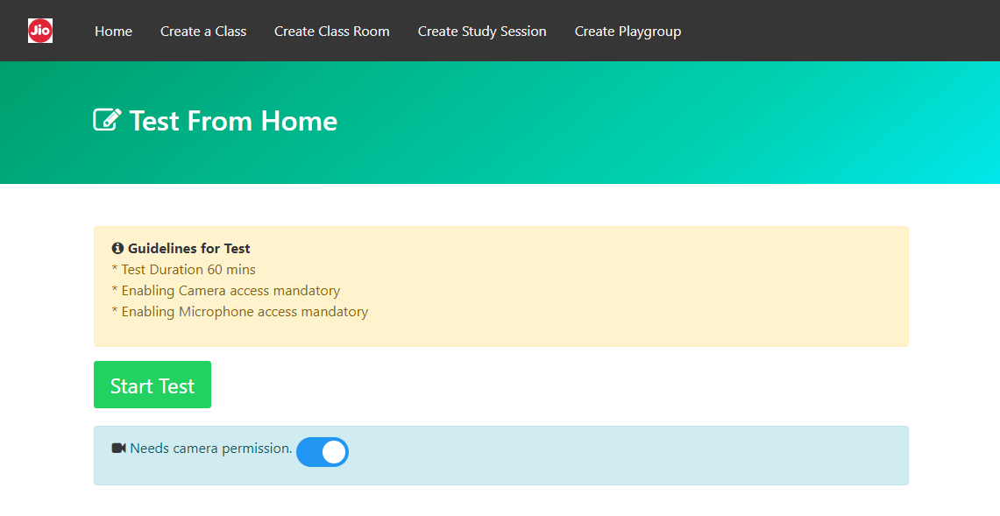 Jio
Home Create a Class Create Class Room Create Study Session Create Playgroup
Test From Home
Guidelines for Test
* Test Duration 60 mins
* Enabling Camera access mandatory
* Enabling Microphone access mandatory
Start Test
Needs camera permission.